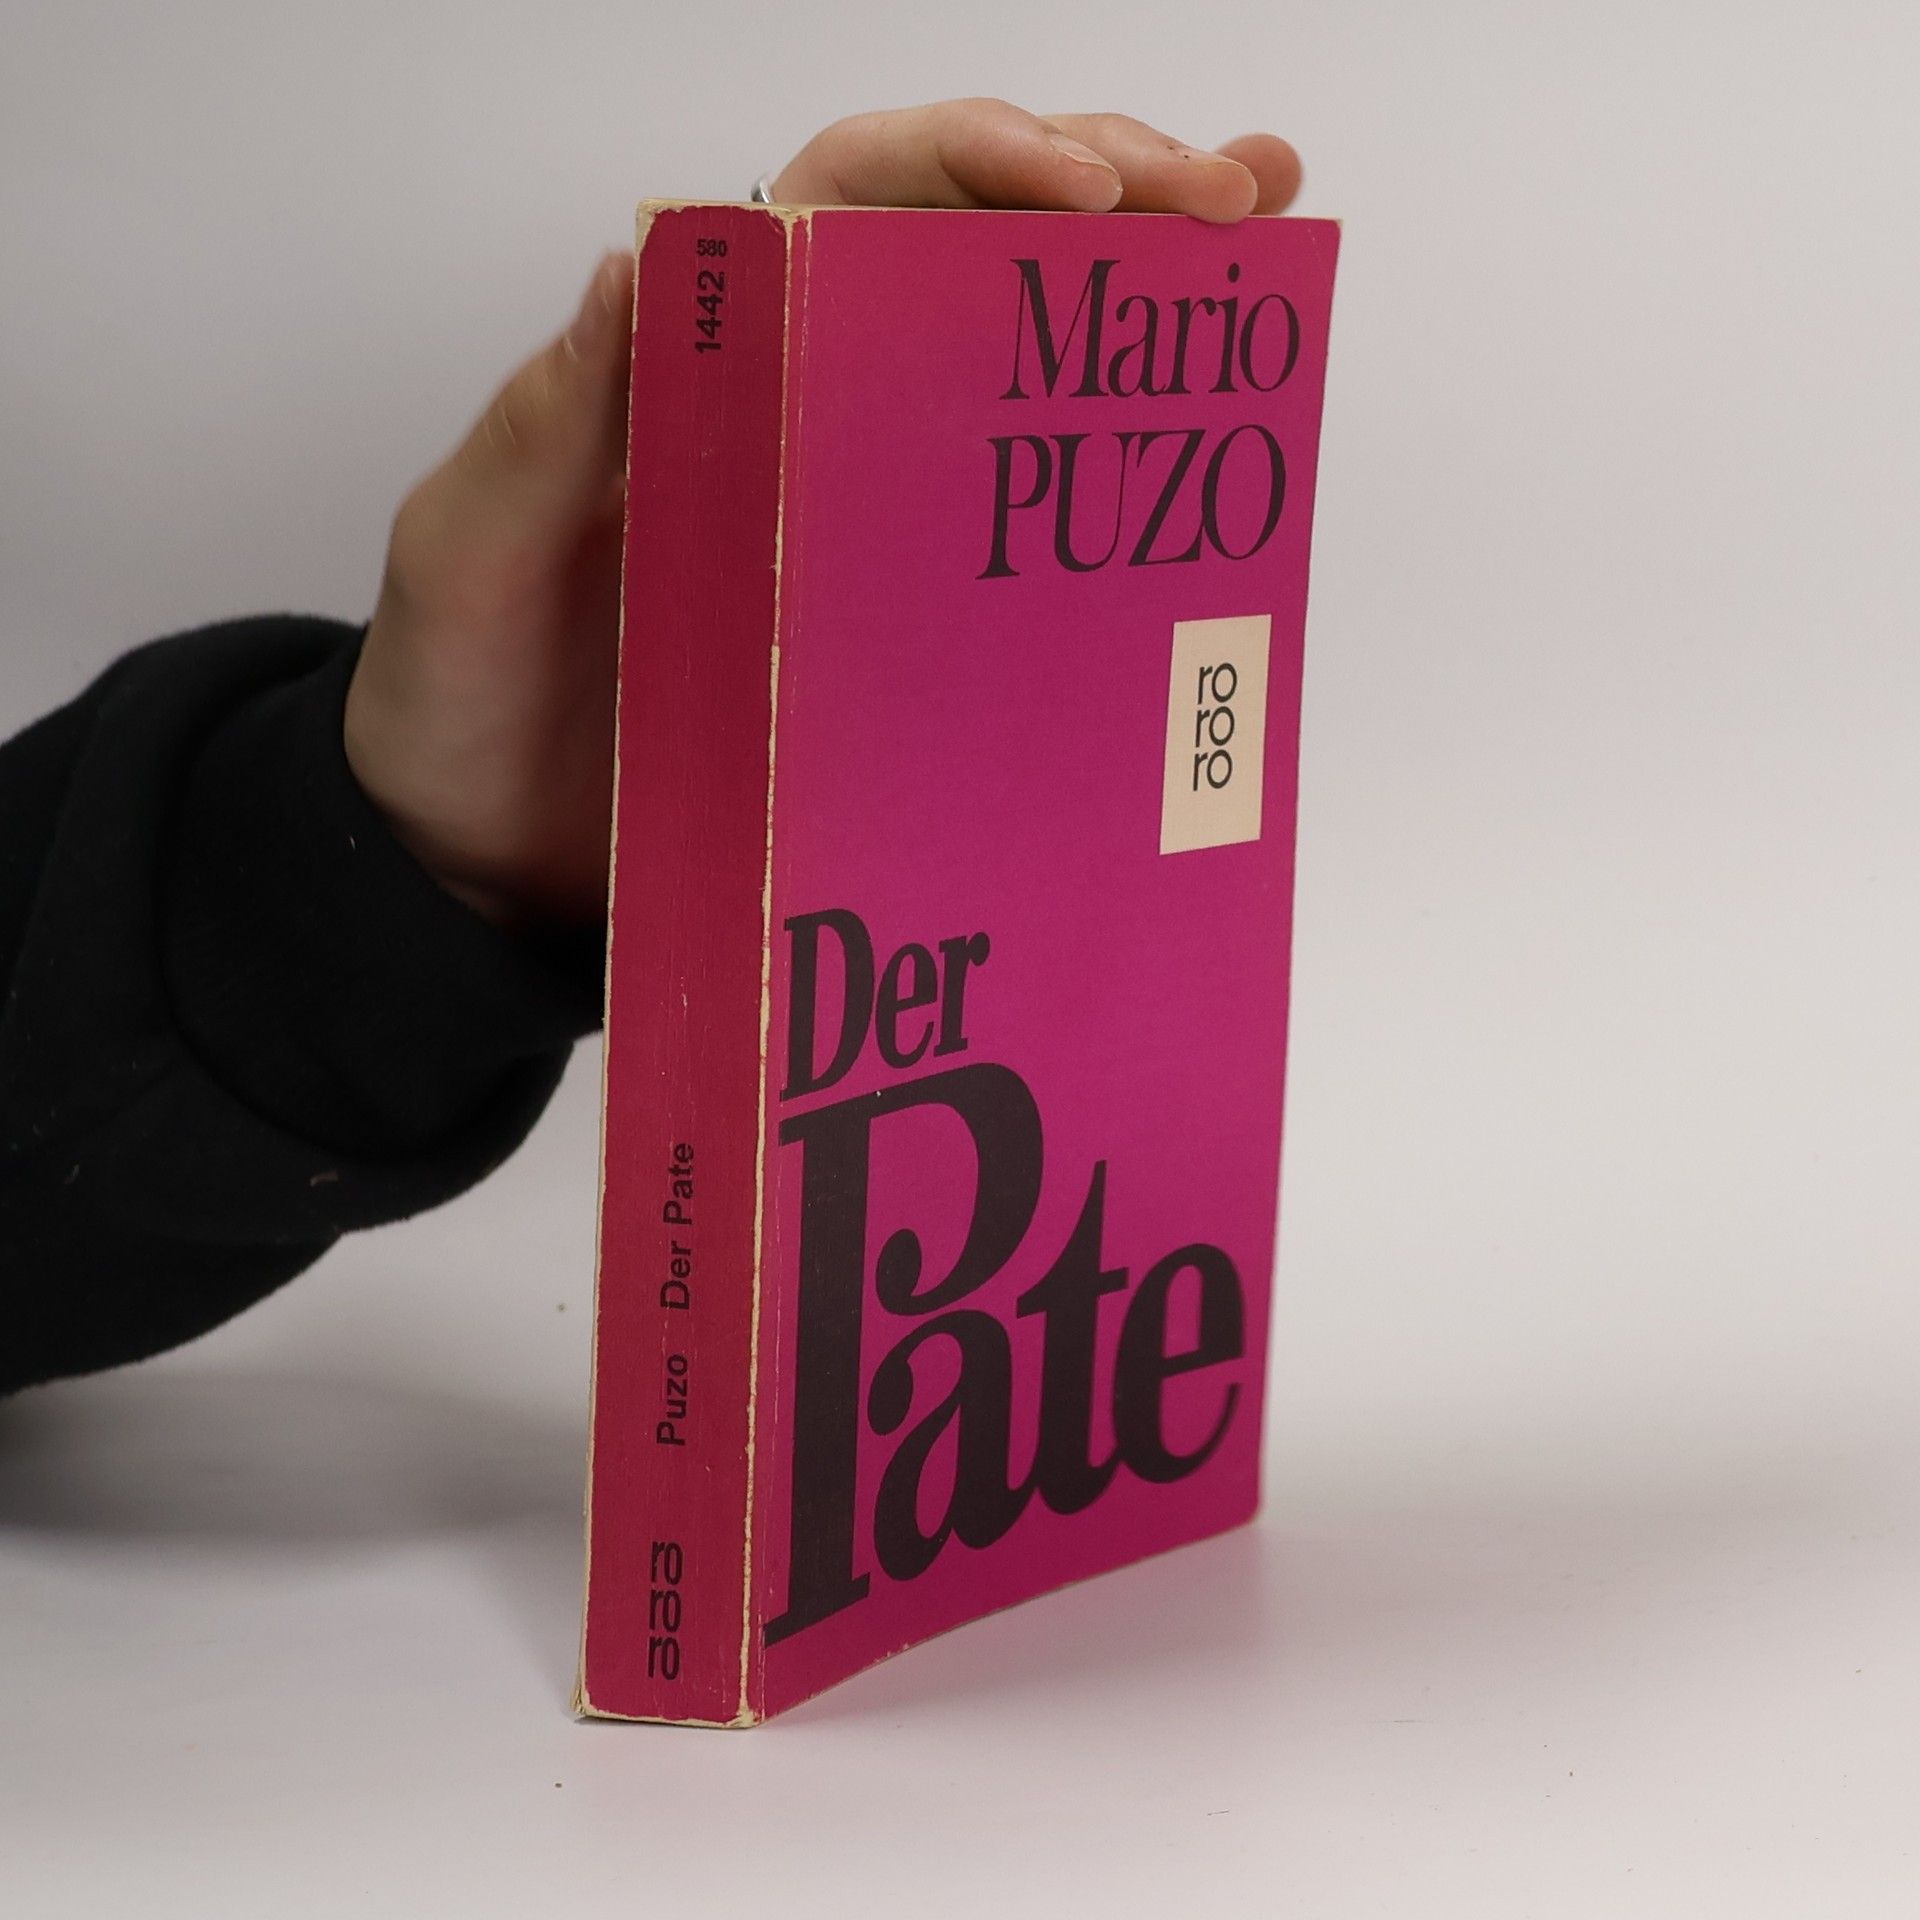 580
1442
Puzo Der Pate
ro
ro
ro
Mario
PUZO
ro
ro
ro
Der
Pate